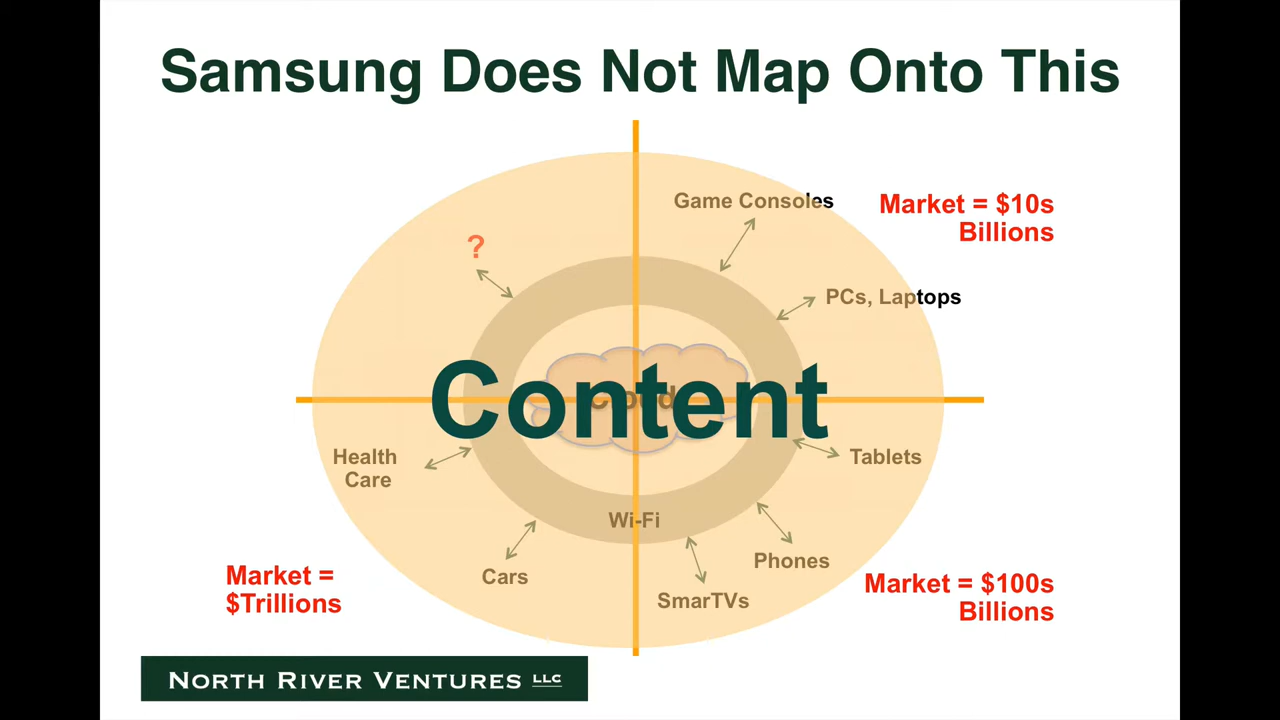 Samsung Does Not Map Onto This
Game Consoles
Market = $10s
Billions
?
PCs, Laptops
Cloud
Content
Health
Care
Tablets
Wi-Fi
Phones
Cars
SmarTVs
Market =
$Trillions
Market = $100s
Billions
NORTH RIVER VENTURES LLC